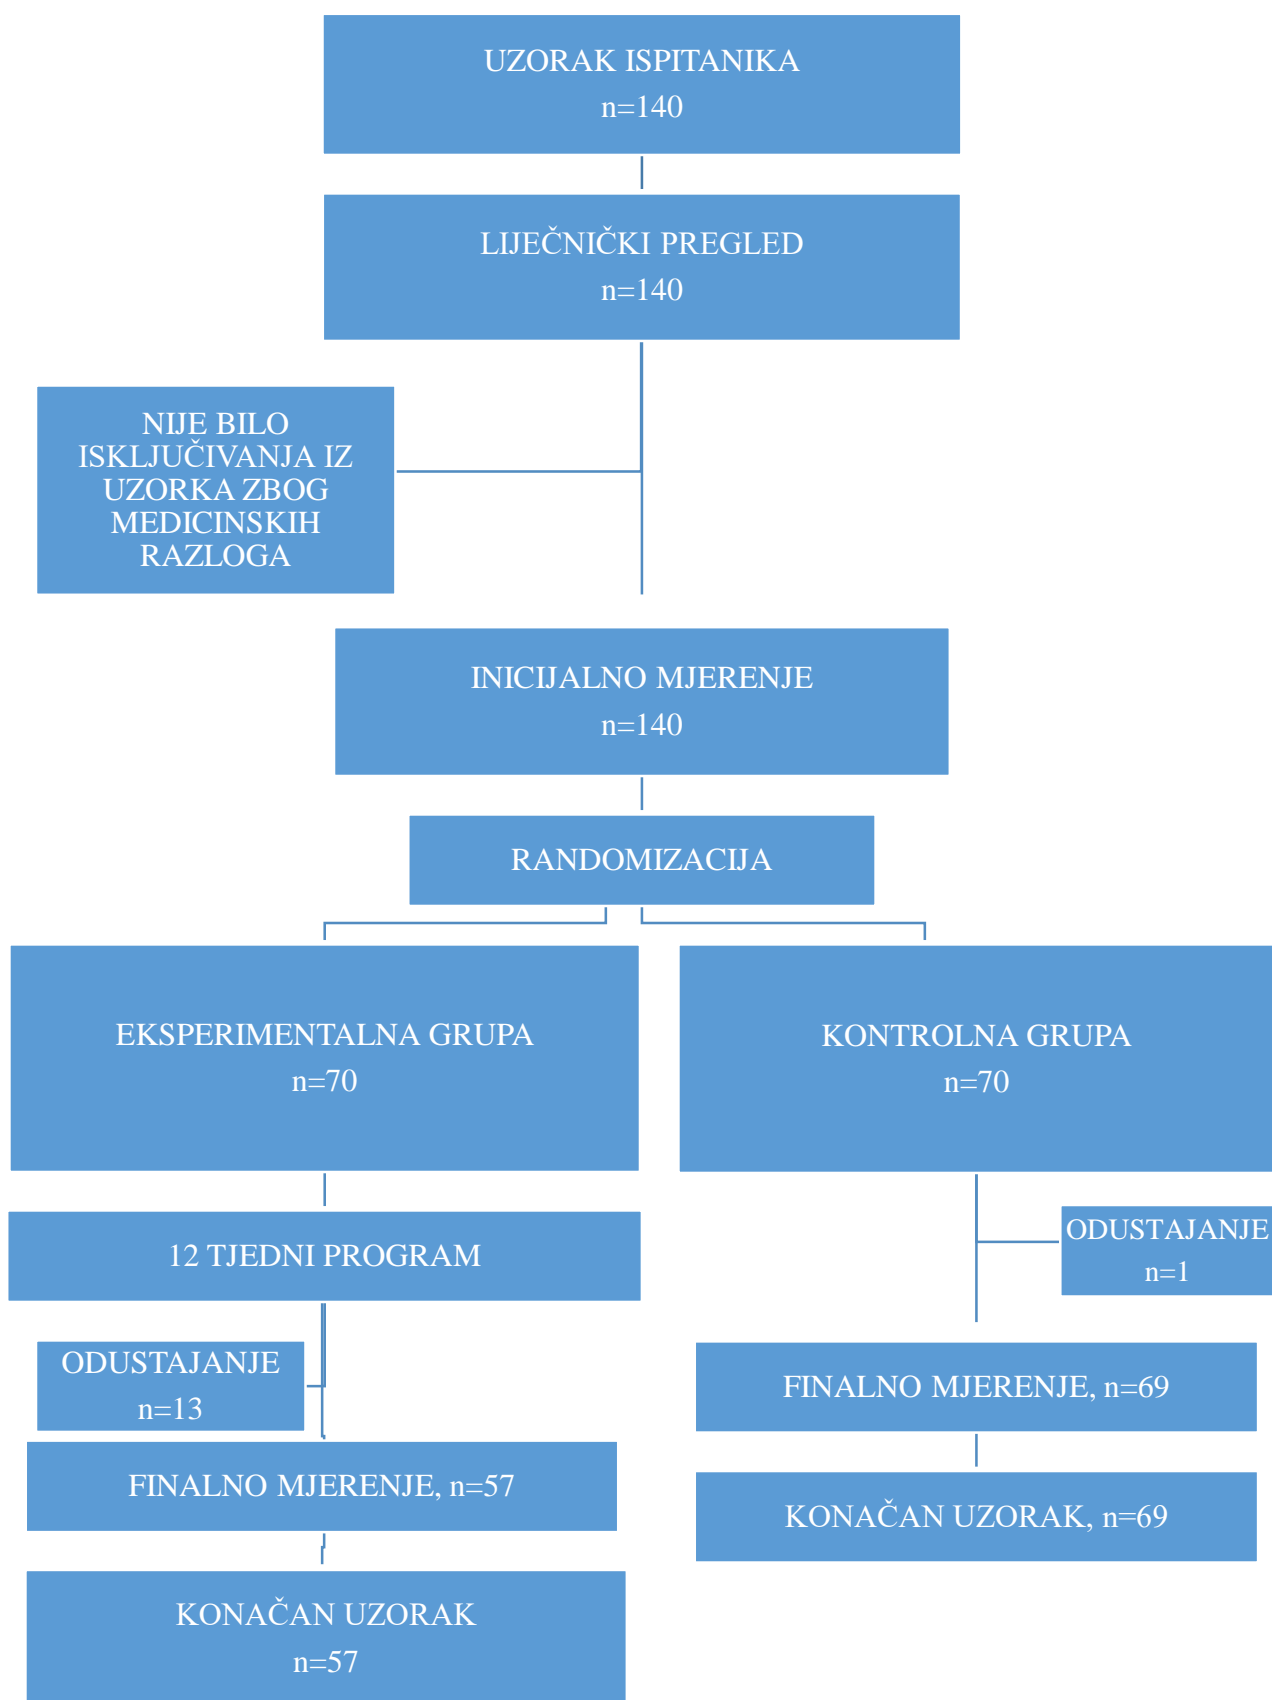 UZORAK ISPITANIKA
n=140
LIJEČNIČKI PREGLED
n=140
NIJE BILO
ISKLJUČIVANJA IZ
UZORKA ZBOG
MEDICINSKIH
RAZLOGA
INICIJALNO MJERENJE
n=140
RANDOMIZACIJA
EKSPERIMENTALNA GRUPA
n=70
KONTROLNA GRUPA
n=70
12 TJEDNI PROGRAM
ODUSTAJANJE
n=1
ODUSTAJANJE
n=13
FINALNO MJERENJE, n=69
FINALNO MJERENJE, n=57
KONAČAN UZORAK, n=69
KONAČAN UZORAK
n=57